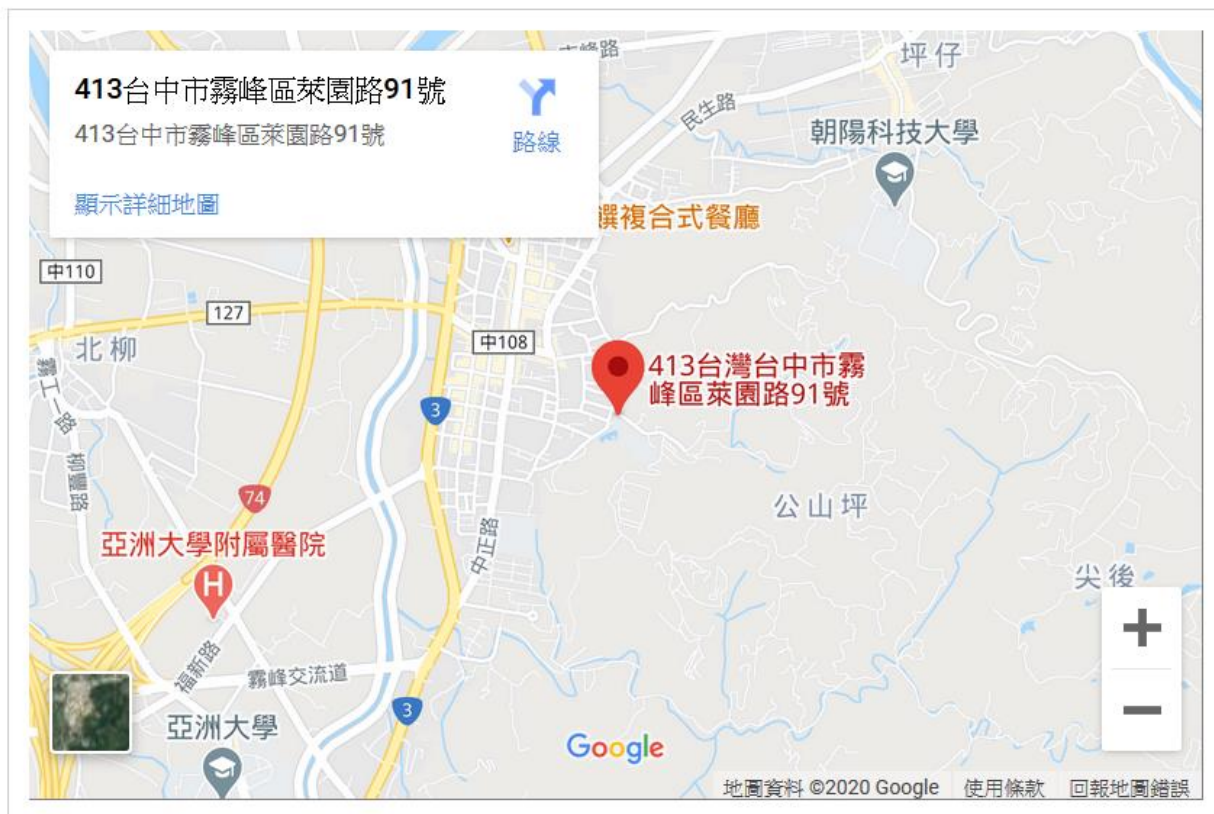 413台中市霧峰區萊園路91號
413台中市霧峰區萊園路91號
路線
顯示詳細地圖
坪仔
民生路
朝陽科技大學
饌複合式餐廳
中110
127
北柳
中108
霧工一路
3
413台灣台中市霧
峰區萊園路91號
柳豐路
74
公山坪
亞洲大學附屬醫院
H
中正路
尖後
福新路
霧峰交流道
3
亞洲大學
Google
地圖資料 ©2020 Google
使用條款
回報地圖錯誤